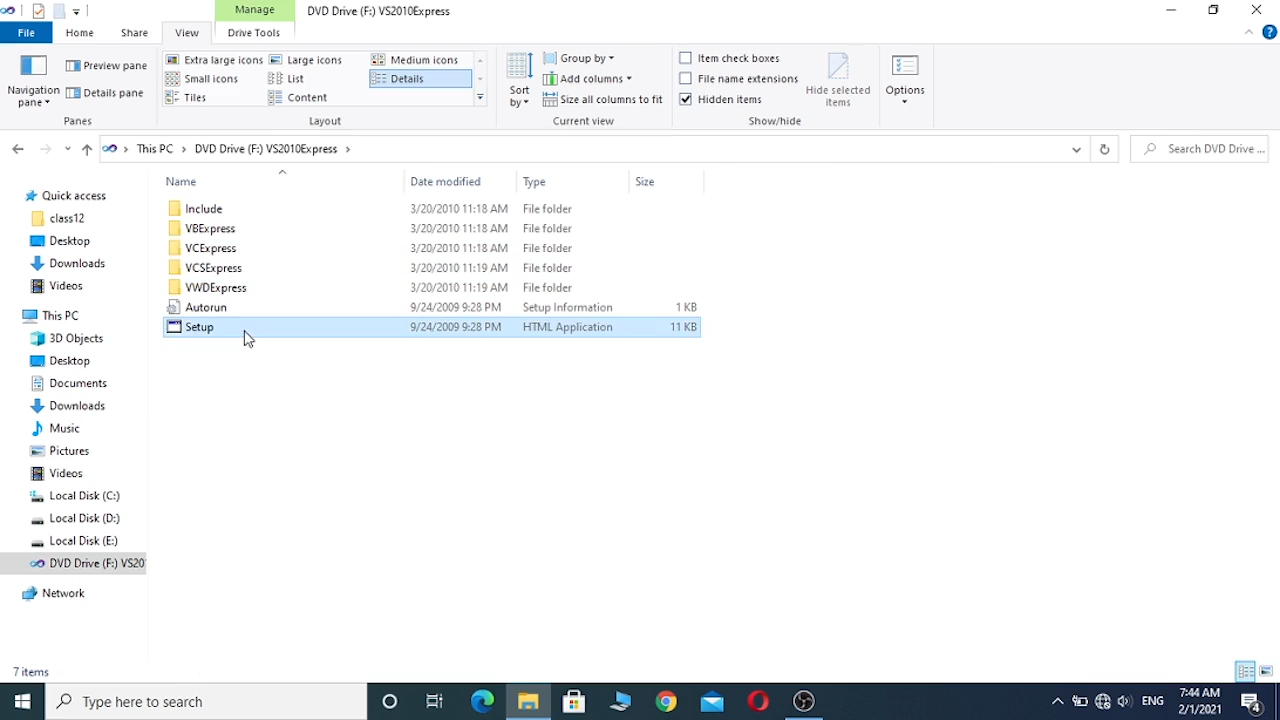 Manage
DVD Drive (F:) VS2010Express
File
Home
Share
View
Drive Tools
Navigation pane
Preview pane
Details pane
Panes
Extra large icons
Large icons
Medium icons
Small icons
List
Details
Tiles
Content
Layout
Sort by
Group by
Add columns
Size all columns to fit
Current view
Item check boxes
File name extensions
Hidden items
Hide selected items
Show/hide
Options
This PC
DVD Drive (F:) VS2010Express
Search DVD Drive ...
Name
Date modified
Type
Size
Include 3/20/2010 11:18 AM File folder
VBExpress 3/20/2010 11:18 AM File folder
VCExpress 3/20/2010 11:18 AM File folder
VCSExpress 3/20/2010 11:19 AM File folder
VWDExpress 3/20/2010 11:19 AM File folder
Autorun 9/24/2009 9:28 PM Setup Information 1 KB
Setup 9/24/2009 9:28 PM HTML Application 11 KB
Quick access
class12
Desktop
Downloads
Videos
This PC
3D Objects
Desktop
Documents
Downloads
Music
Pictures
Videos
Local Disk (C:)
Local Disk (D:)
Local Disk (E:)
DVD Drive (F:) VS201
Network
7 items
Type here to search
ENG
7:44 AM
2/1/2021
4